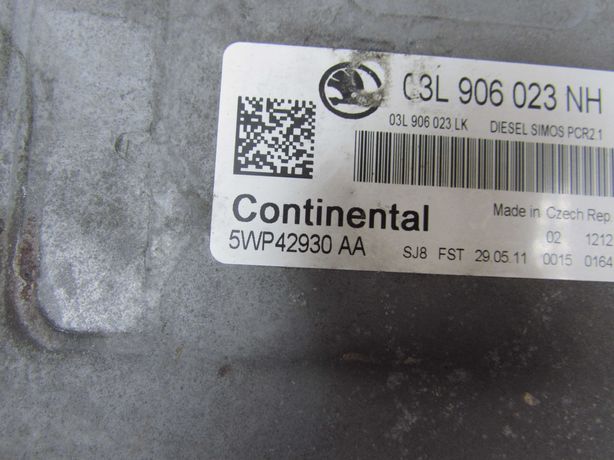 03L 906 023 NH
03L 906 023 LK DIESEL SIMOS PCR2.1
Continental
5WP42930 AA
Made in Czech Rep
02 1212
SJ8 FST 29.05.11 0015 0164